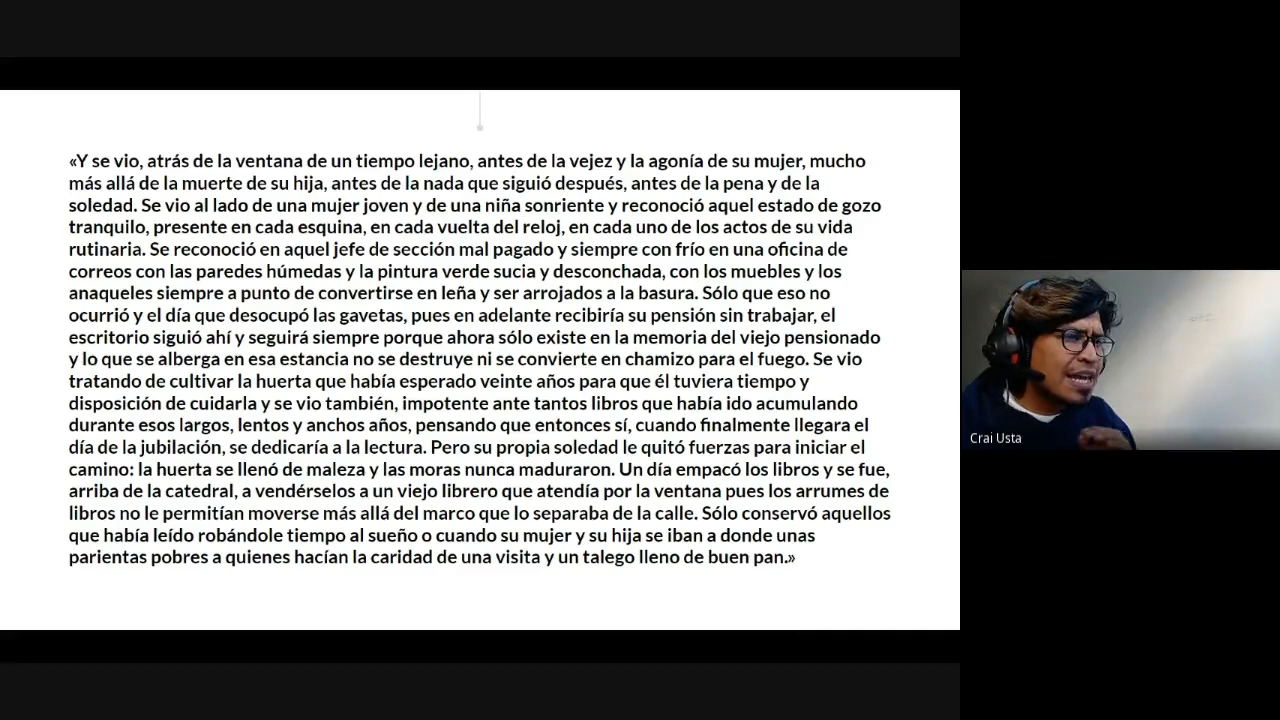 «Y se vio, atrás de la ventana de un tiempo lejano, antes de la vejez y la agonía de su mujer, mucho
más allá de la muerte de su hija, antes de la nada que siguió después, antes de la pena y de la
soledad. Se vio al lado de una mujer joven y de una niña sonriente y reconoció aquel estado de gozo
tranquilo, presente en cada esquina, en cada vuelta del reloj, en cada uno de los actos de su vida
rutinaria. Se reconoció en aquel jefe de sección mal pagado y siempre con frío en una oficina de
correos con las paredes húmedas y la pintura verde sucia y desconchada, con los muebles y los
anaqueles siempre a punto de convertirse en leña y ser arrojados a la basura. Sólo que eso no
ocurrió y el día que desocupó las gavetas, pues en adelante recibiría su pensión sin trabajar, el
escritorio siguió ahí y seguirá siempre porque ahora sólo existe en la memoria del viejo pensionado
y lo que se alberga en esa estancia no se destruye ni se convierte en chamizo para el fuego. Se vio
tratando de cultivar la huerta que había esperado veinte años para que él tuviera tiempo y
disposición de cuidarla y se vio también, impotente ante tantos libros que había ido acumulando
durante esos largos, lentos y anchos años, pensando que entonces sí, cuando finalmente llegara el
día de la jubilación, se dedicaría a la lectura. Pero su propia soledad le quitó fuerzas para iniciar el
camino: la huerta se llenó de maleza y las moras nunca maduraron. Un día empacó los libros y se fue,
arriba de la catedral, a vendérselos a un viejo librero que atendía por la ventana pues los arrumes de
libros no le permitían moverse más allá del marco que lo separaba de la calle. Sólo conservó aquellos
que había leído robándole tiempo al sueño o cuando su mujer y su hija se iban a donde unas
parientas pobres a quienes hacían la caridad de una visita y un talego lleno de buen pan.»
Crai Usta